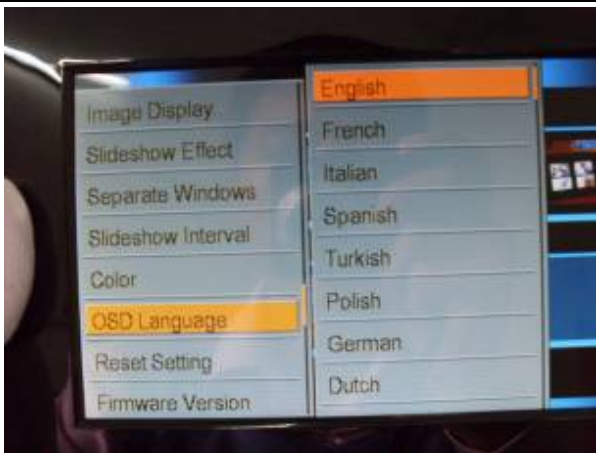 Image Display
Slideshow Effect
Separate Windows
Slideshow Interval
Color
OSD Language
Reset Setting
Firmware Version
English
French
Italian
Spanish
Turkish
Polish
German
Dutch